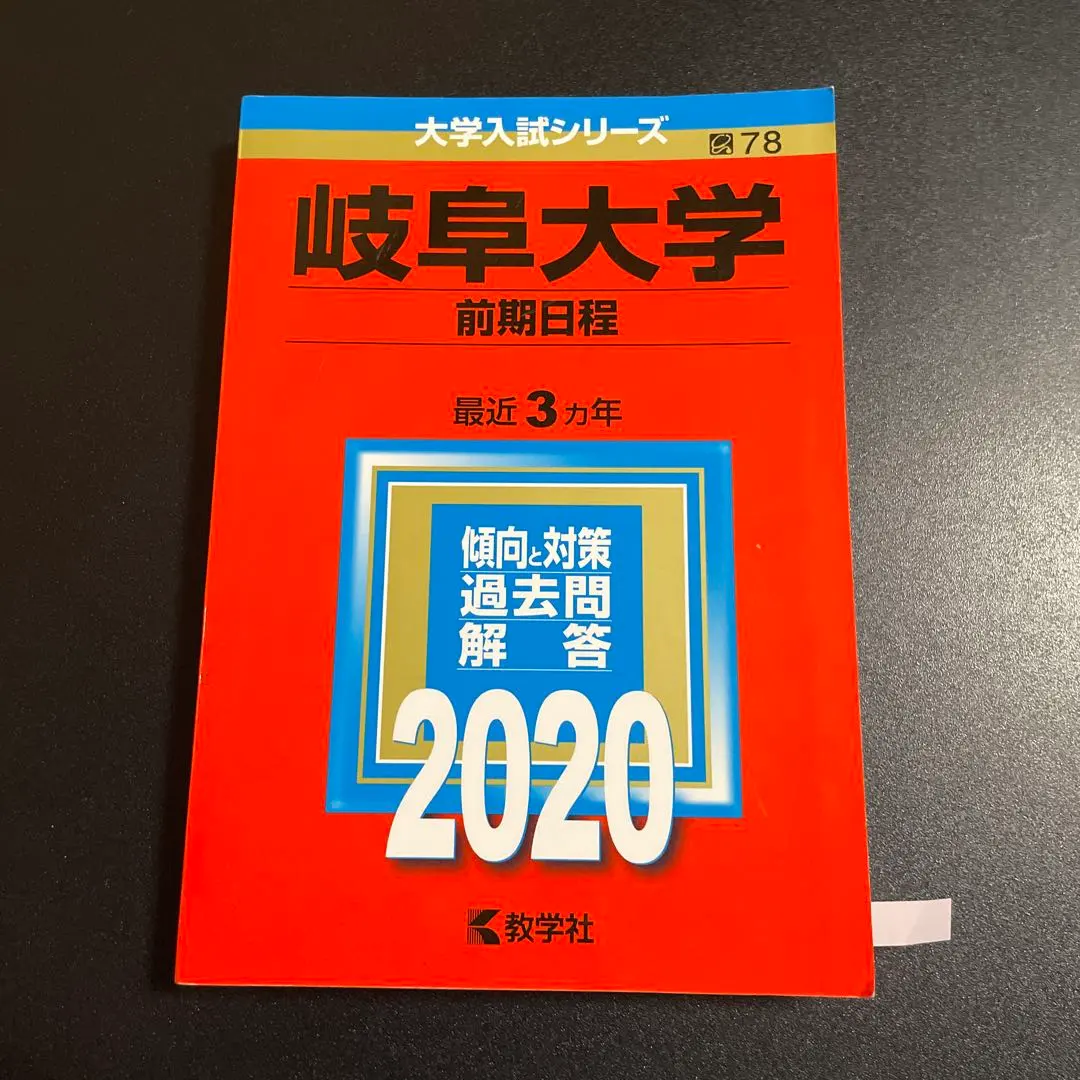 大学入試シリーズ
78
岐阜大学
前期日程
最近3ヵ年
傾向と対策
過去問
解答
2020
教学社